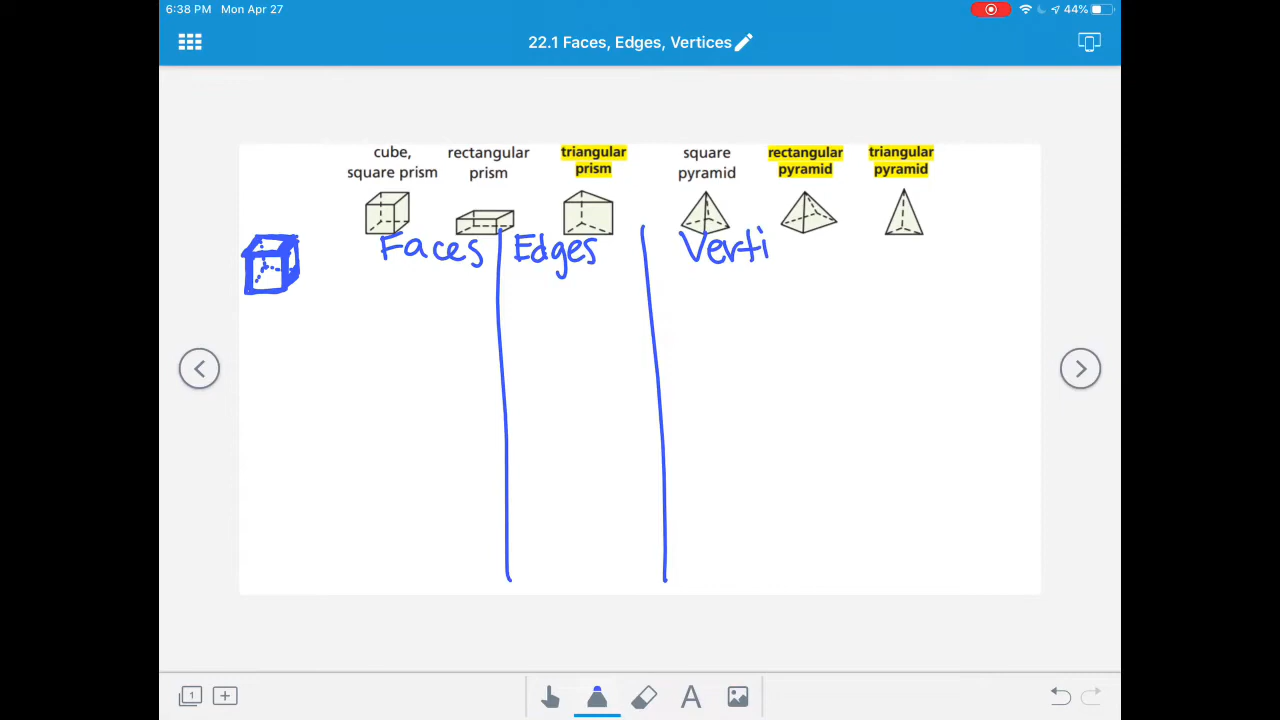 6:38 PM Mon Apr 27
44%
22.1 Faces, Edges, Vertices
cube, square prism
rectangular prism
triangular prism
square pyramid
rectangular pyramid
triangular pyramid
Faces Edges Verti
1
A